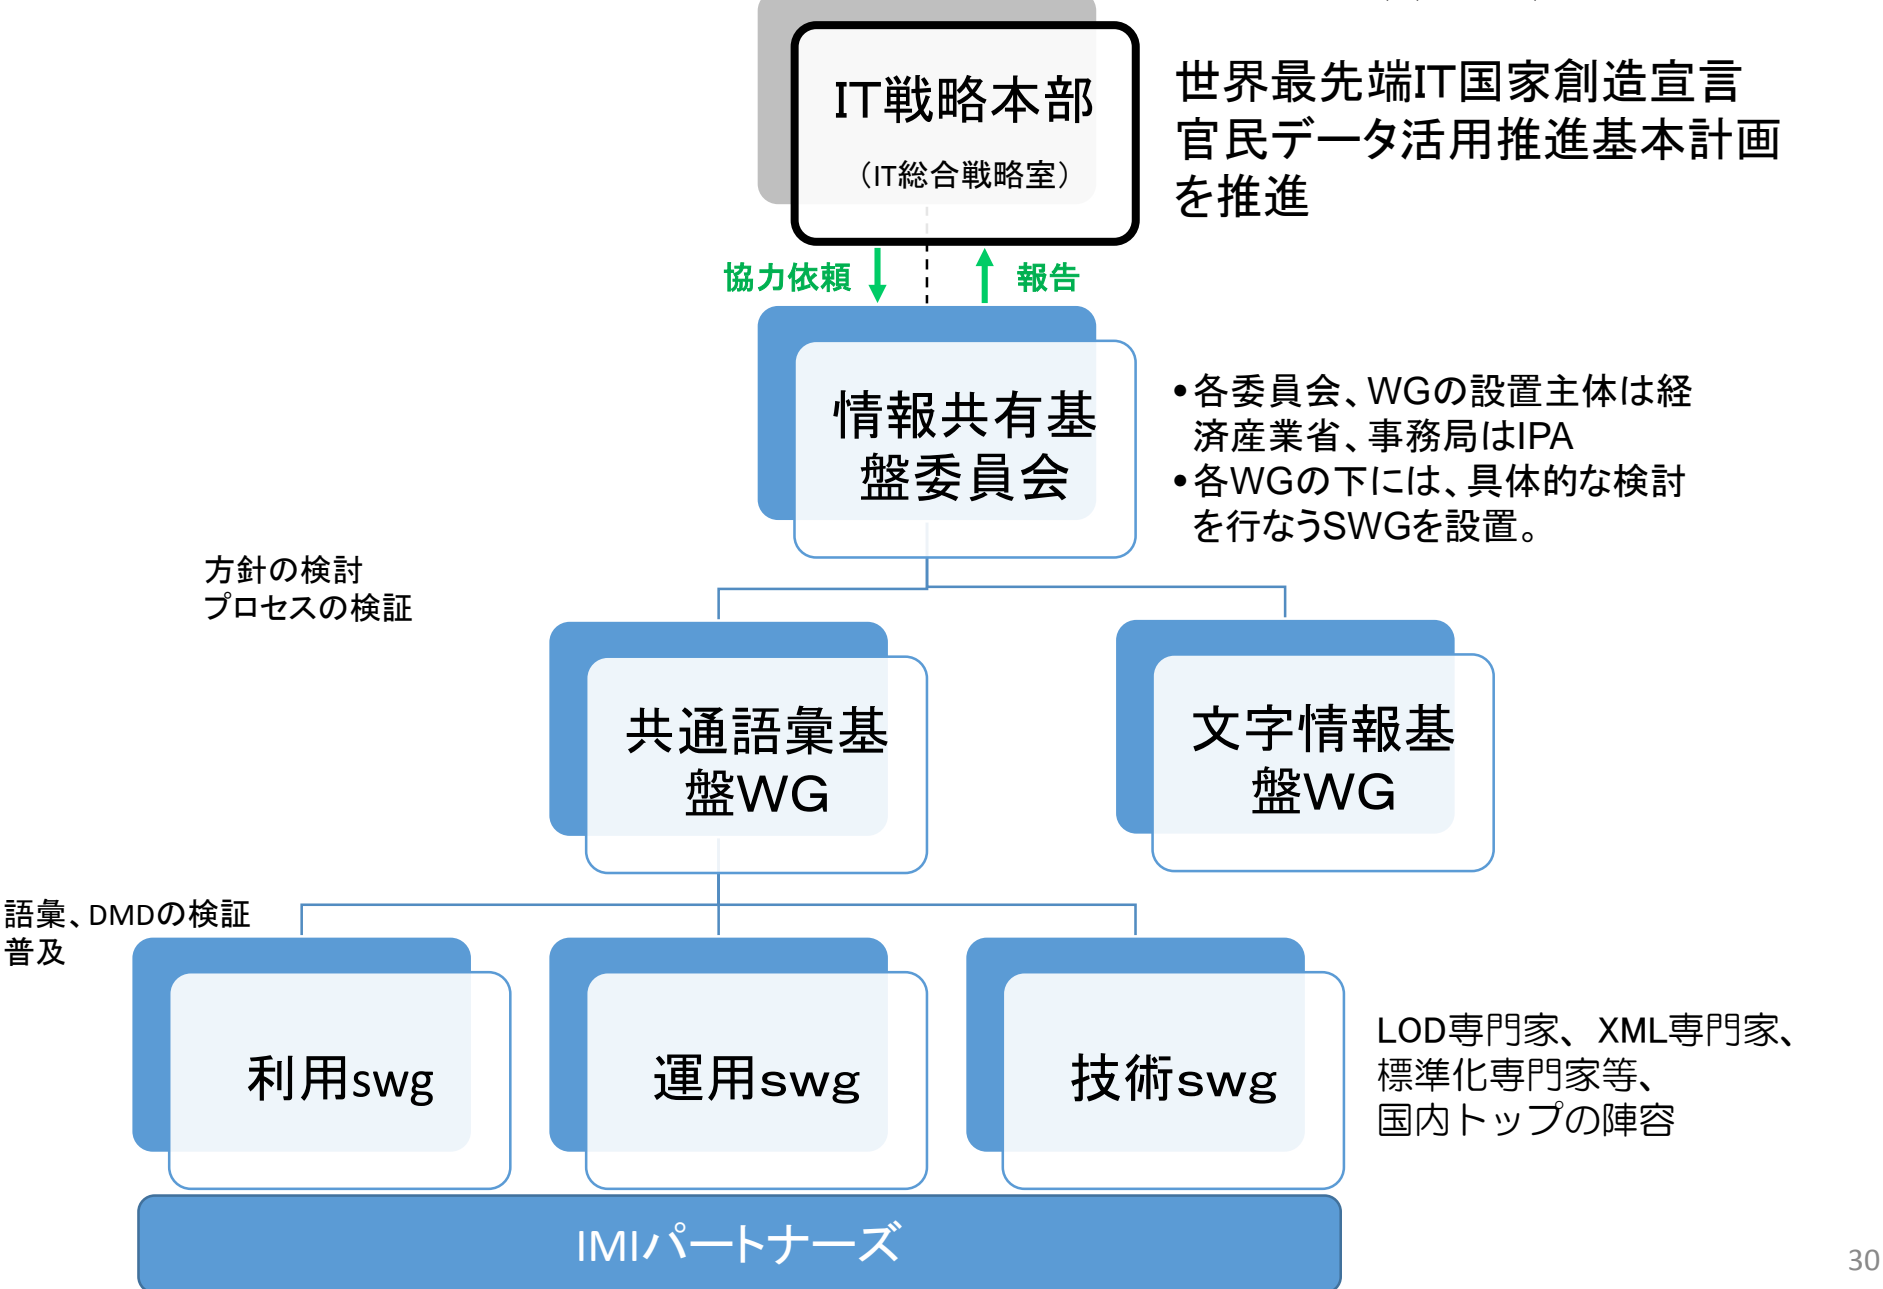 IT戦略本部
（IT総合戦略室）
世界最先端IT国家創造宣言
官民データ活用推進基本計画
を推進
協力依頼
報告
情報共有基
盤委員会
•各委員会、WGの設置主体は経
済産業省、事務局はIPA
•各WGの下には、具体的な検討
を行なうSWGを設置。
方針の検討
プロセスの検証
共通語彙基
盤WG
文字情報基
盤WG
語彙、DMDの検証
普及
利用swg
運用swg
技術swg
LOD専門家、XML専門家、
標準化専門家等、
国内トップの陣容
IMIパートナーズ
30